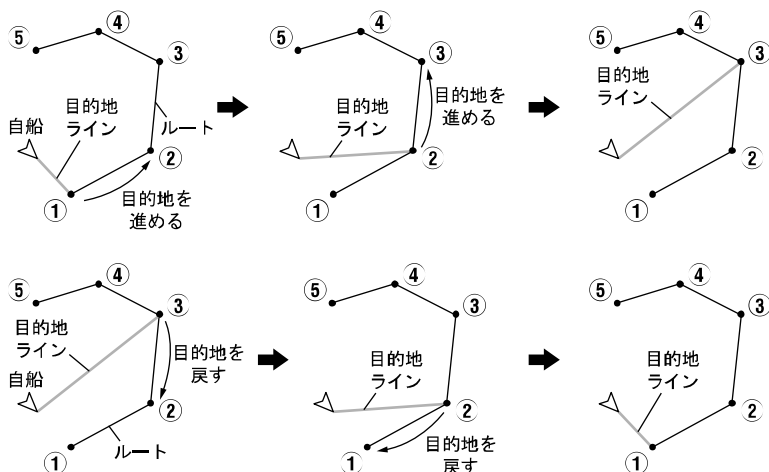 ⑤
④
③
目的地
ライン
自船
ルート
②
①
目的地を
進める
⑤
④
③
目的地を
進める
目的地
ライン
②
①
⑤
④
③
目的地
ライン
②
①
⑤
④
③
目的地
ライン
自船
目的地を
戻す
②
①
ルート
⑤
④
③
目的地
ライン
②
①
目的地を
戻す
⑤
④
③
目的地
ライン
②
①